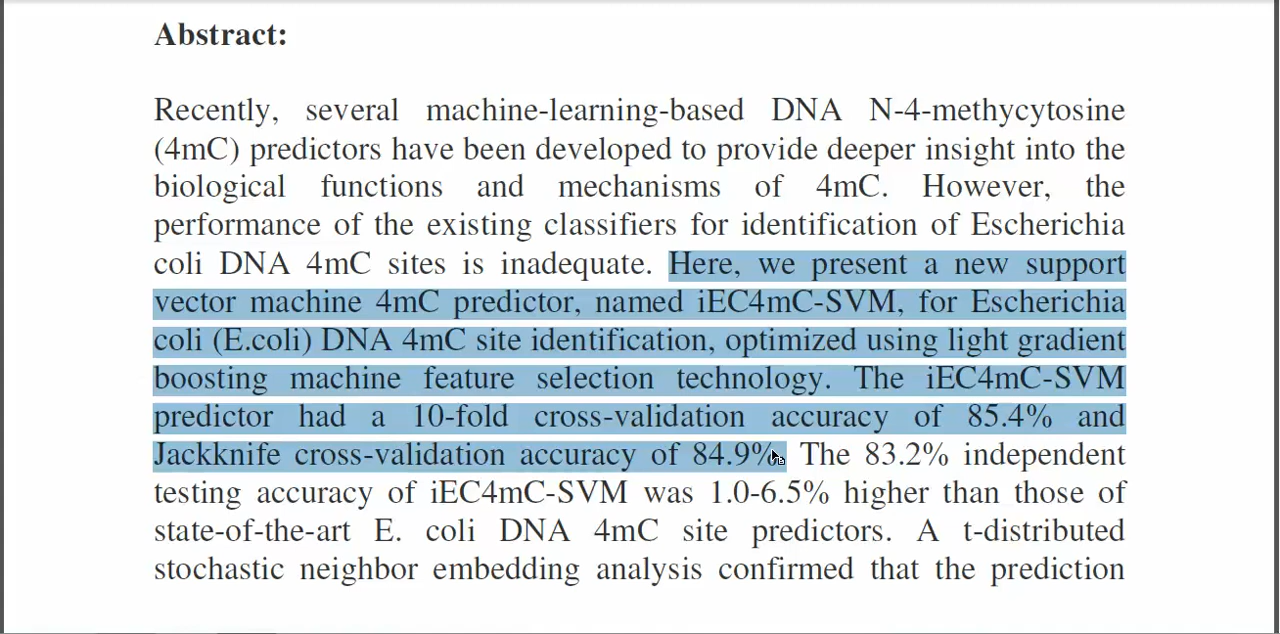 Abstract:
Recently, several machine-learning-based DNA N-4-methycytosine
(4mC) predictors have been developed to provide deeper insight into the
biological functions and mechanisms of 4mC. However, the
performance of the existing classifiers for identification of Escherichia
coli DNA 4mC sites is inadequate. Here, we present a new support
vector machine 4mC predictor, named iEC4mC-SVM, for Escherichia
coli (E.coli) DNA 4mC site identification, optimized using light gradient
boosting machine feature selection technology. The iEC4mC-SVM
predictor had a 10-fold cross-validation accuracy of 85.4% and
Jackknife cross-validation accuracy of 84.9%. The 83.2% independent
testing accuracy of iEC4mC-SVM was 1.0-6.5% higher than those of
state-of-the-art E. coli DNA 4mC site predictors. A t-distributed
stochastic neighbor embedding analysis confirmed that the prediction